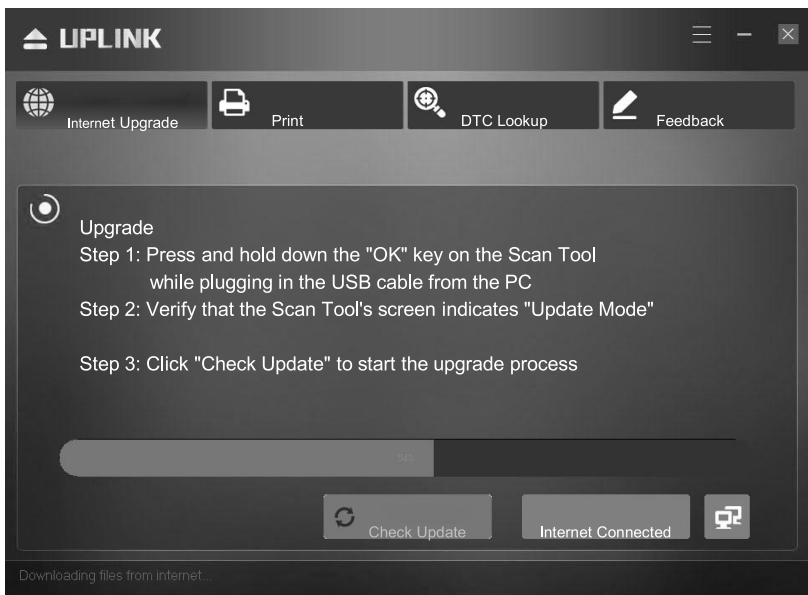 UPLINK
Internet Upgrade
Print
DTC Lookup
Feedback
Upgrade
Step 1: Press and hold down the "OK" key on the Scan Tool
while plugging in the USB cable from the PC
Step 2: Verify that the Scan Tool's screen indicates "Update Mode"
Step 3: Click "Check Update" to start the upgrade process
Check Update
Internet Connected
Downloading files from internet...